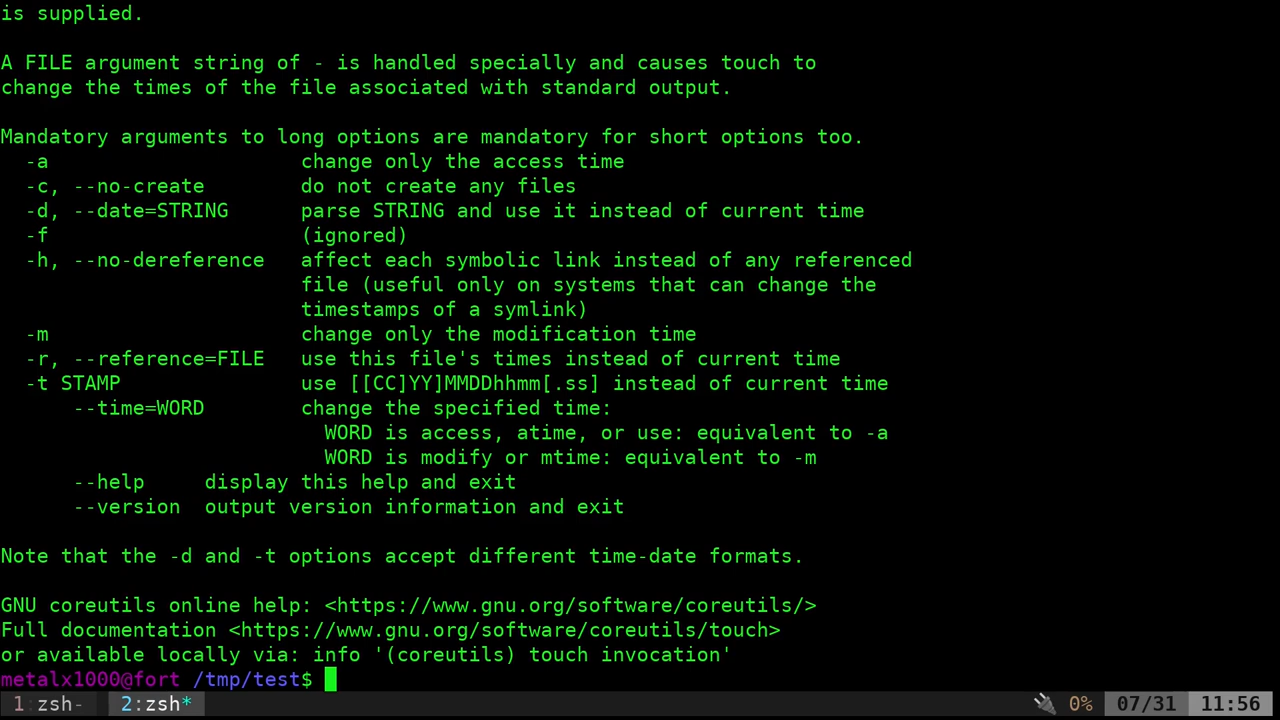 is supplied.

A FILE argument string of - is handled specially and causes touch to
change the times of the file associated with standard output.

Mandatory arguments to long options are mandatory for short options too.
  -a                     change only the access time
  -c, --no-create        do not create any files
  -d, --date=STRING      parse STRING and use it instead of current time
  -f                     (ignored)
  -h, --no-dereference   affect each symbolic link instead of any referenced
                         file (useful only on systems that can change the
                         timestamps of a symlink)
  -m                     change only the modification time
  -r, --reference=FILE   use this file's times instead of current time
  -t STAMP               use [[CC]YY]MMDDhhmm[.ss] instead of current time
      --time=WORD        change the specified time:
                           WORD is access, atime, or use: equivalent to -a
                           WORD is modify or mtime: equivalent to -m
      --help     display this help and exit
      --version  output version information and exit

Note that the -d and -t options accept different time-date formats.

GNU coreutils online help: <https://www.gnu.org/software/coreutils/>
Full documentation <https://www.gnu.org/software/coreutils/touch>
or available locally via: info '(coreutils) touch invocation'
metalx1000@fort /tmp/test$
1:zsh- 2:zsh* 0% 07/31 11:56